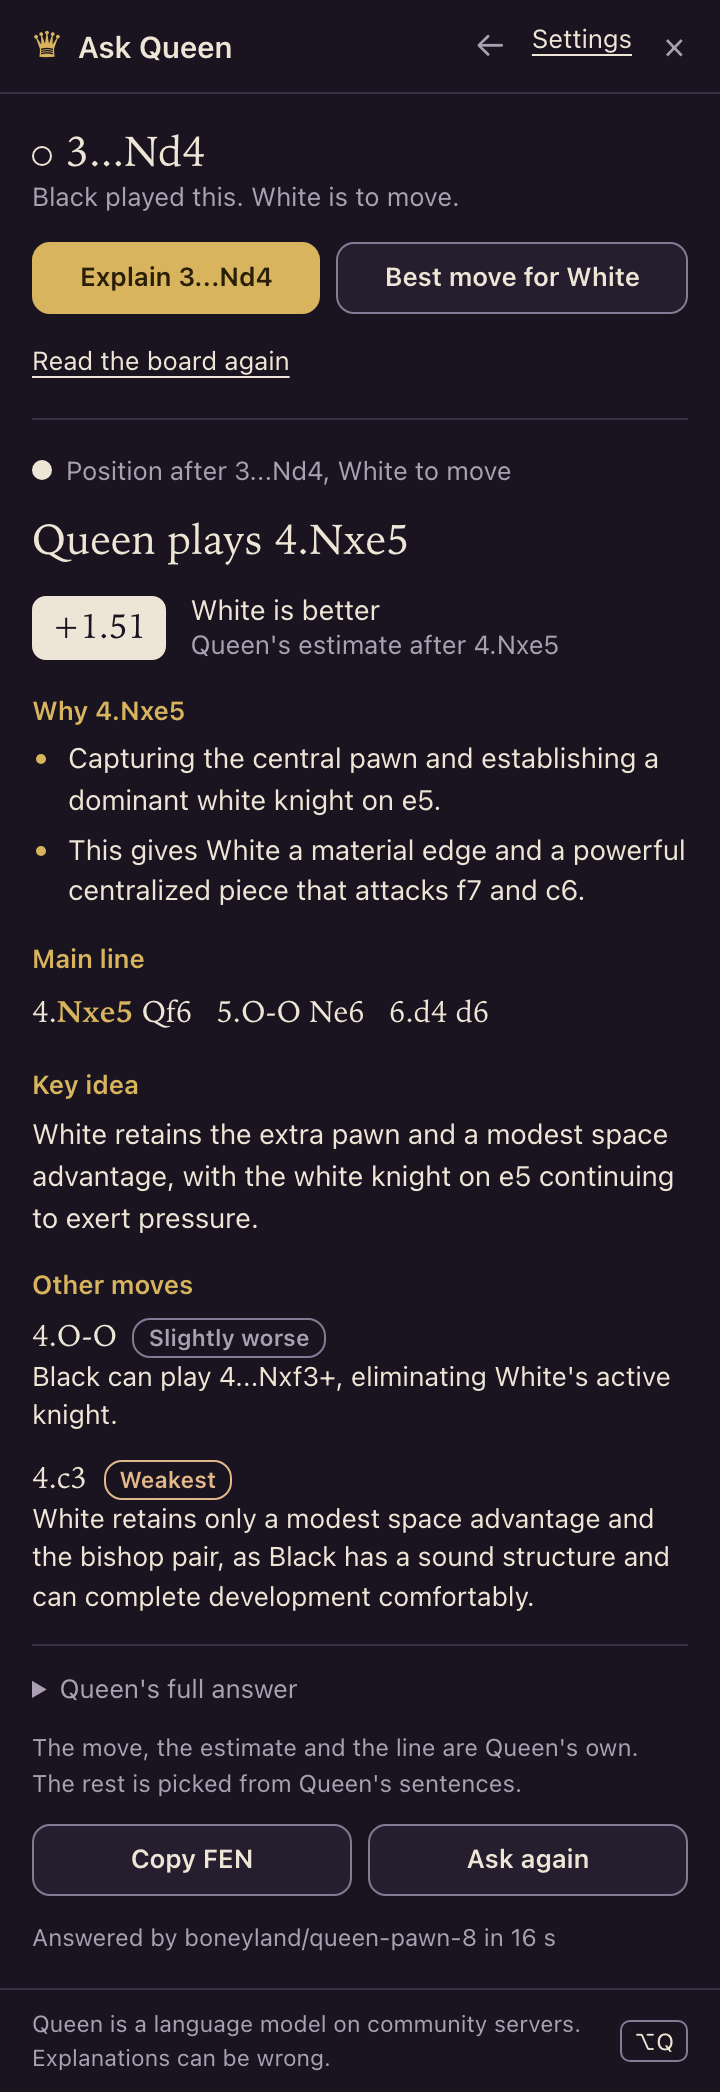 Ask Queen
← Settings ×
3...Nd4
Black played this. White is to move.
Explain 3...Nd4
Best move for White
Read the board again
Position after 3...Nd4, White to move
Queen plays 4.Nxe5
+1.51
White is better
Queen's estimate after 4.Nxe5
Why 4.Nxe5
• Capturing the central pawn and establishing a
dominant white knight on e5.
• This gives White a material edge and a powerful
centralized piece that attacks f7 and c6.
Main line
4.Nxe5 Qf6 5.O-O Ne6 6.d4 d6
Key idea
White retains the extra pawn and a modest space
advantage, with the white knight on e5 continuing
to exert pressure.
Other moves
4.O-O Slightly worse
Black can play 4...Nxf3+, eliminating White's active
knight.
4.c3 Weakest
White retains only a modest space advantage and
the bishop pair, as Black has a sound structure and
can complete development comfortably.
Queen's full answer
The move, the estimate and the line are Queen's own.
The rest is picked from Queen's sentences.
Copy FEN
Ask again
Answered by boneyland/queen-pawn-8 in 16 s
Queen is a language model on community servers.
Explanations can be wrong.
⌥Q